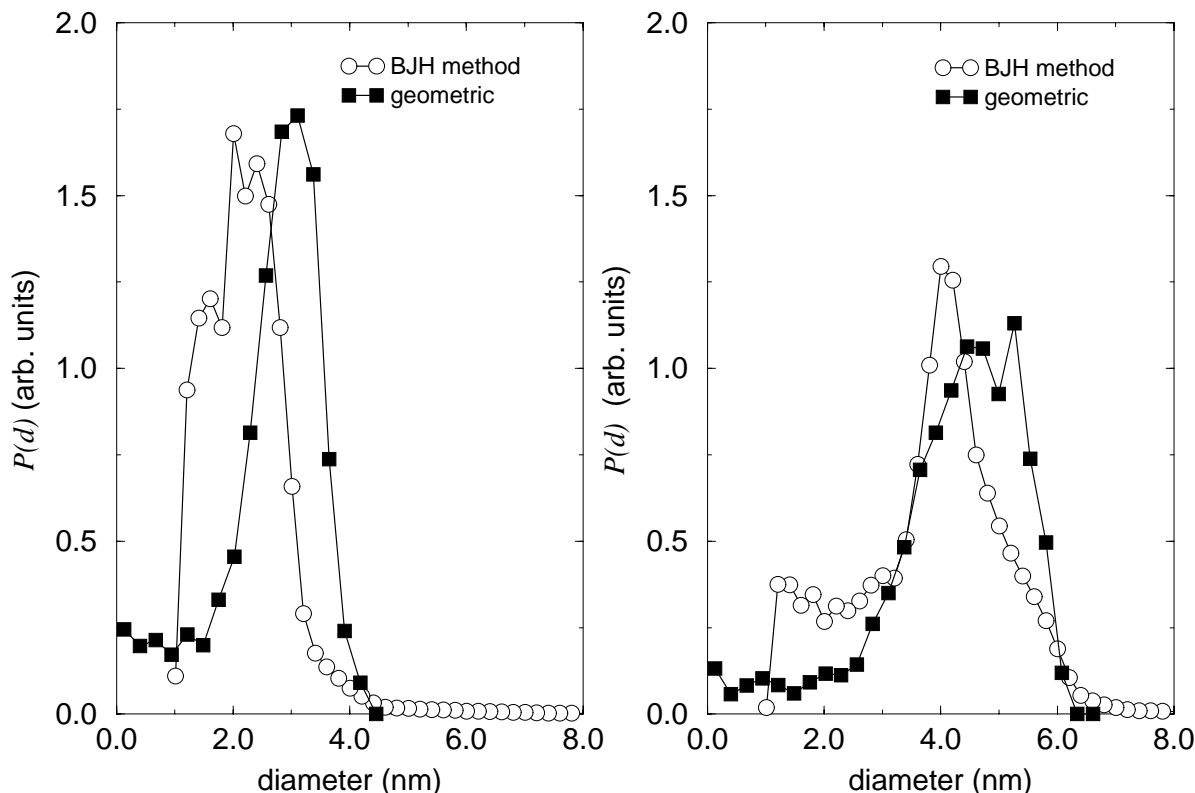 2.0
1.5
1.0
0.5
0.0
P(d) (arb. units)
BJH method
geometric
0.0 2.0 4.0 6.0 8.0
diameter (nm)
2.0
1.5
1.0
0.5
0.0
P(d) (arb. units)
BJH method
geometric
0.0 2.0 4.0 6.0 8.0
diameter (nm)